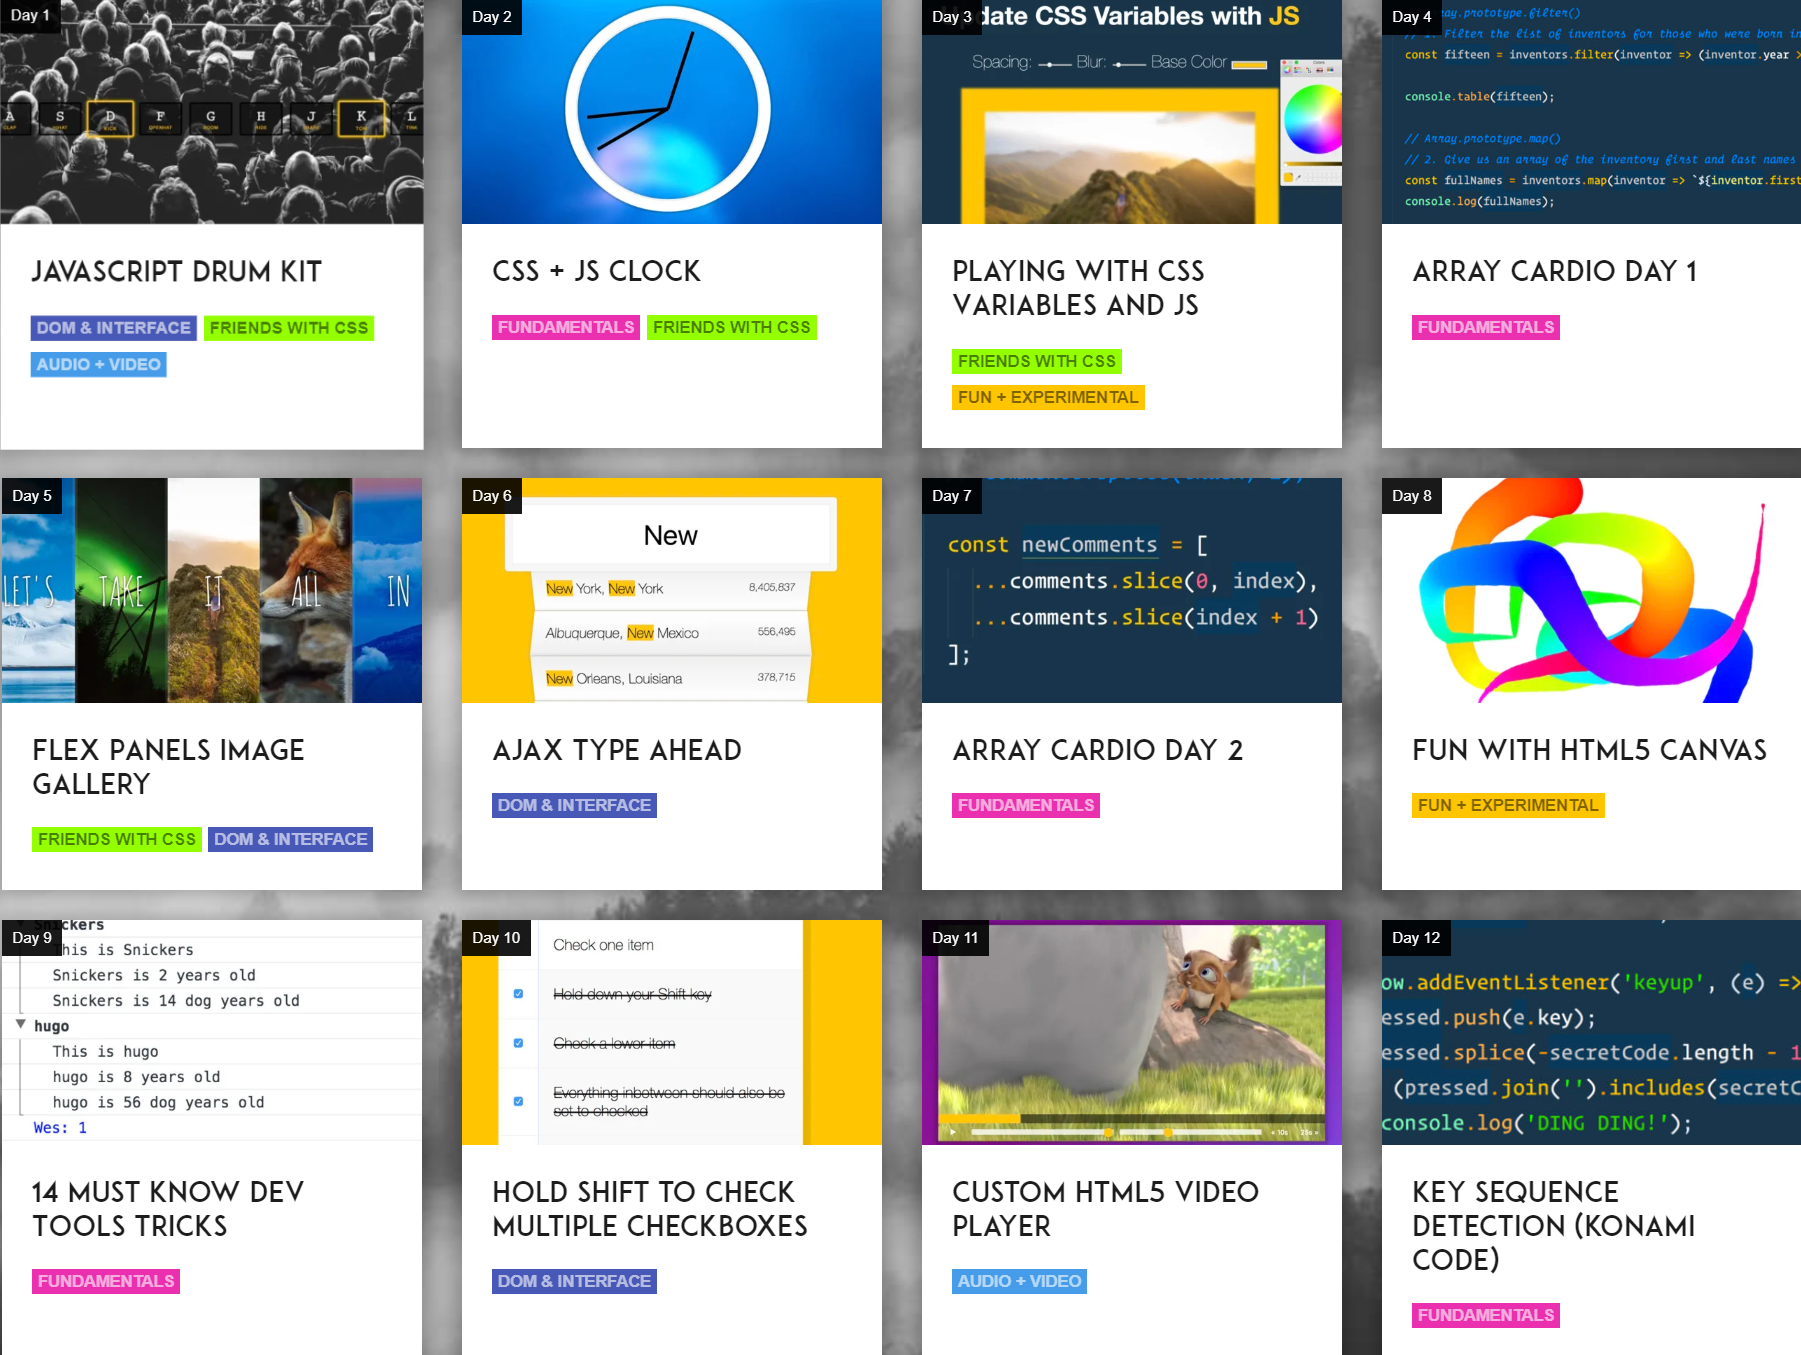 Day 1
A S D F G H J K L
CLAP KICK OPENHAT BOOM RIDE TOM TINK
JAVASCRIPT DRUM KIT
DOM & INTERFACE FRIENDS WITH CSS
AUDIO + VIDEO
Day 2
CSS + JS CLOCK
FUNDAMENTALS FRIENDS WITH CSS
Day 3
date CSS Variables with JS
Spacing: Blur: Base Color
PLAYING WITH CSS
VARIABLES AND JS
FRIENDS WITH CSS
FUN + EXPERIMENTAL
Day 4
ay.prototype.filter()
Filter the list of inventors for those who were born in
const fifteen = inventors.filter(inventor => (inventor.year >
console.table(fifteen);
// Array.prototype.map()
// 2. Give us an array of the inventory first and last names
const fullNames = inventors.map(inventor => `${inventor.first
console.log(fullNames);
ARRAY CARDIO DAY 1
FUNDAMENTALS
Day 5
LET'S TAKE IT ALL IN
FLEX PANELS IMAGE
GALLERY
FRIENDS WITH CSS DOM & INTERFACE
Day 6
New
New York, New York 8,405,837
Albuquerque, New Mexico 556,495
New Orleans, Louisiana 378,715
AJAX TYPE AHEAD
DOM & INTERFACE
Day 7
const newComments = [
...comments.slice(0, index),
...comments.slice(index + 1)
];
ARRAY CARDIO DAY 2
FUNDAMENTALS
Day 8
FUN WITH HTML5 CANVAS
FUN + EXPERIMENTAL
Day 9
Snickers
This is Snickers
Snickers is 2 years old
Snickers is 14 dog years old
hugo
This is hugo
hugo is 8 years old
hugo is 56 dog years old
Wes: 1
14 MUST KNOW DEV
TOOLS TRICKS
FUNDAMENTALS
Day 10
Check one item
Hold down your Shift key
Check a lower item
Everything inbetween should also be
set to checked
HOLD SHIFT TO CHECK
MULTIPLE CHECKBOXES
DOM & INTERFACE
Day 11
« 10s 25s »
CUSTOM HTML5 VIDEO
PLAYER
AUDIO + VIDEO
Day 12
ow.addEventListener('keyup', (e) =>
essed.push(e.key);
essed.splice(-secretCode.length - 1
(pressed.join('').includes(secretC
console.log('DING DING!');
KEY SEQUENCE
DETECTION (KONAMI
CODE)
FUNDAMENTALS